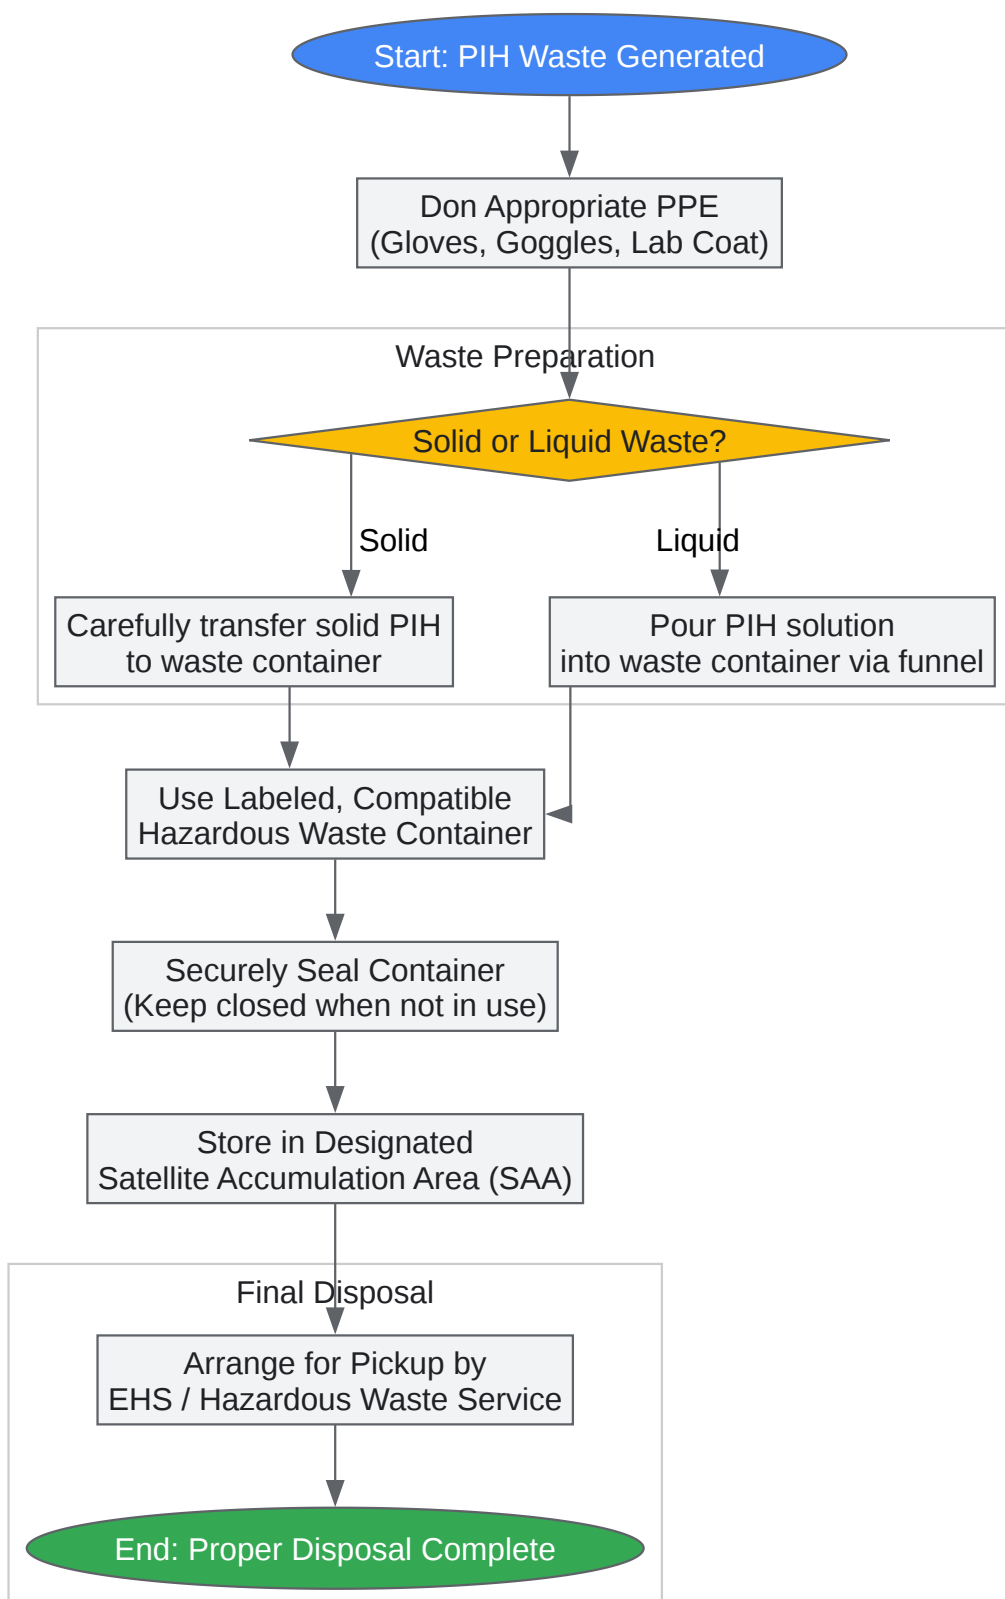 Start: PIH Waste Generated
Don Appropriate PPE
(Gloves, Goggles, Lab Coat)
Waste Preparation
Solid or Liquid Waste?
Solid
Liquid
Carefully transfer solid PIH
to waste container
Pour PIH solution
into waste container via funnel
Use Labeled, Compatible
Hazardous Waste Container
Securely Seal Container
(Keep closed when not in use)
Store in Designated
Satellite Accumulation Area (SAA)
Final Disposal
Arrange for Pickup by
EHS / Hazardous Waste Service
End: Proper Disposal Complete